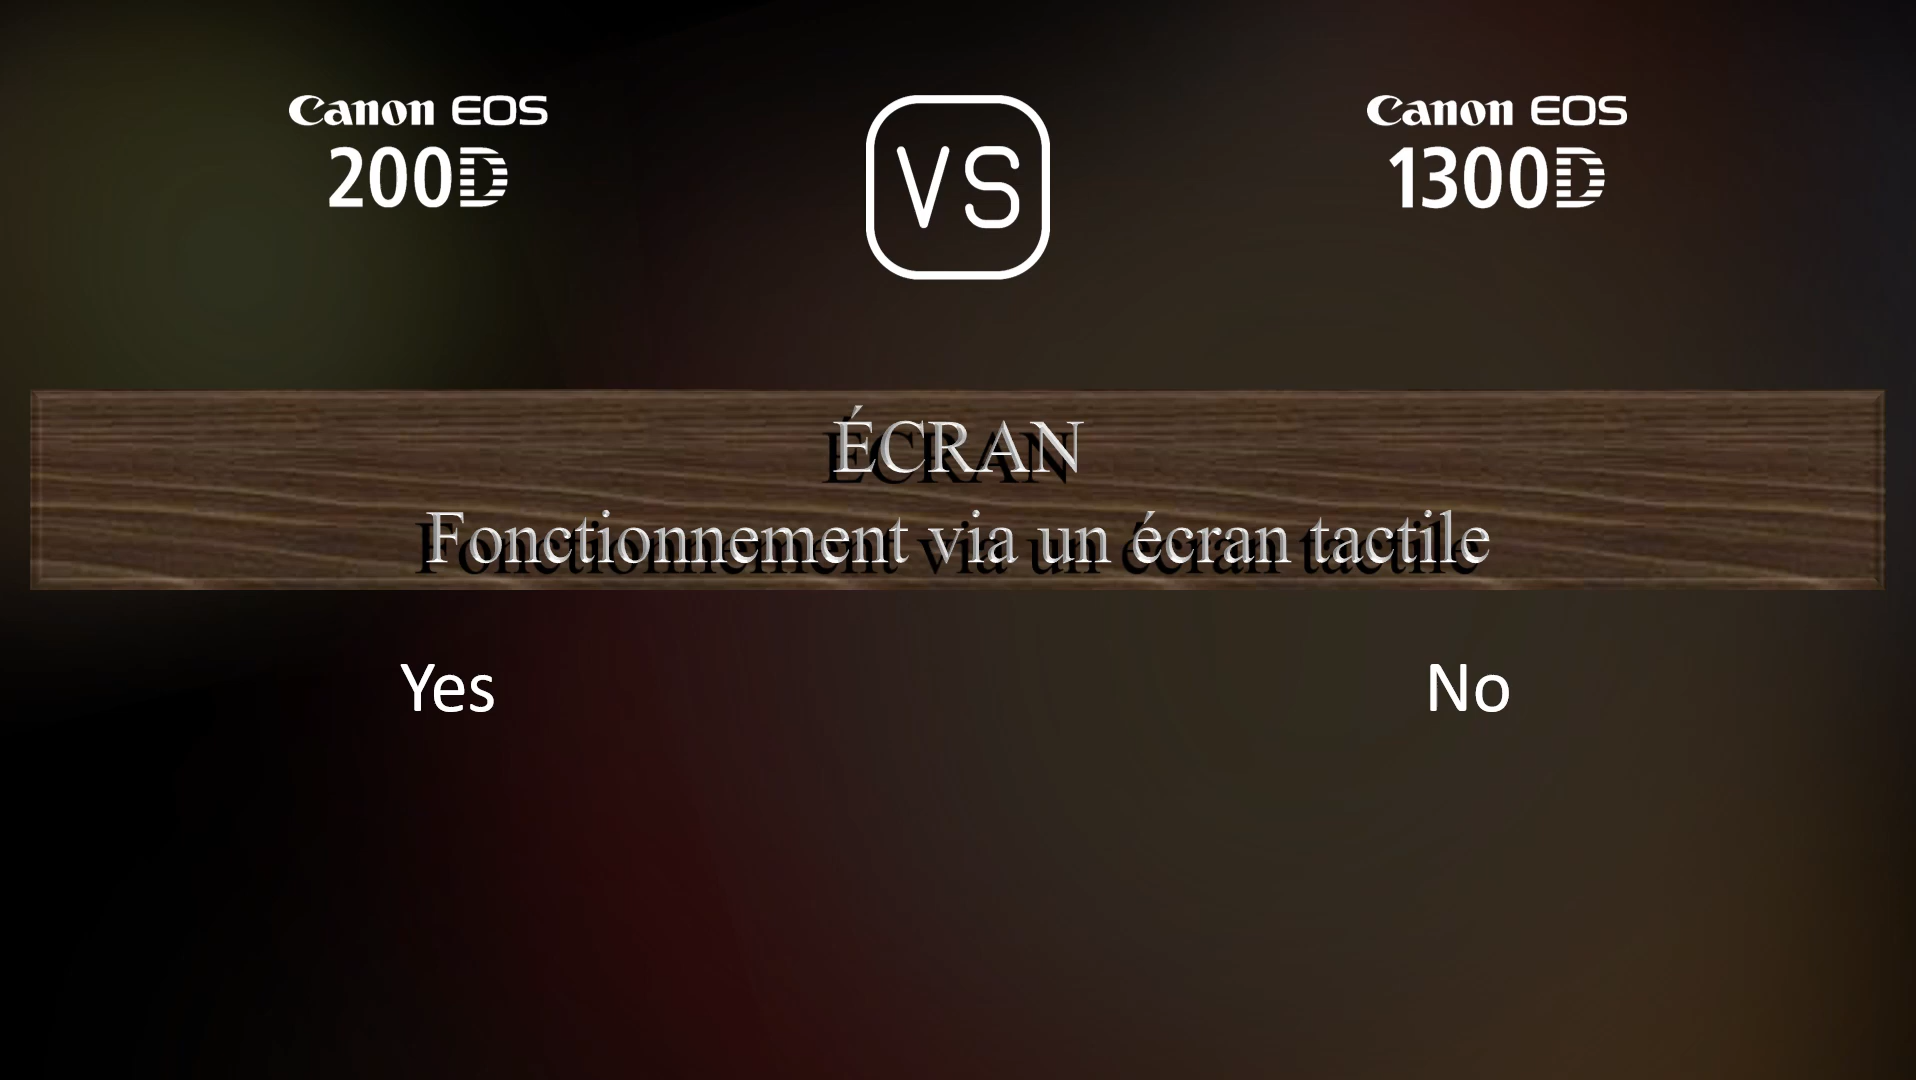 Canon EOS
200D
VS
Canon EOS
1300D
ÉCRAN
Fonctionnement via un écran tactile
Yes
No